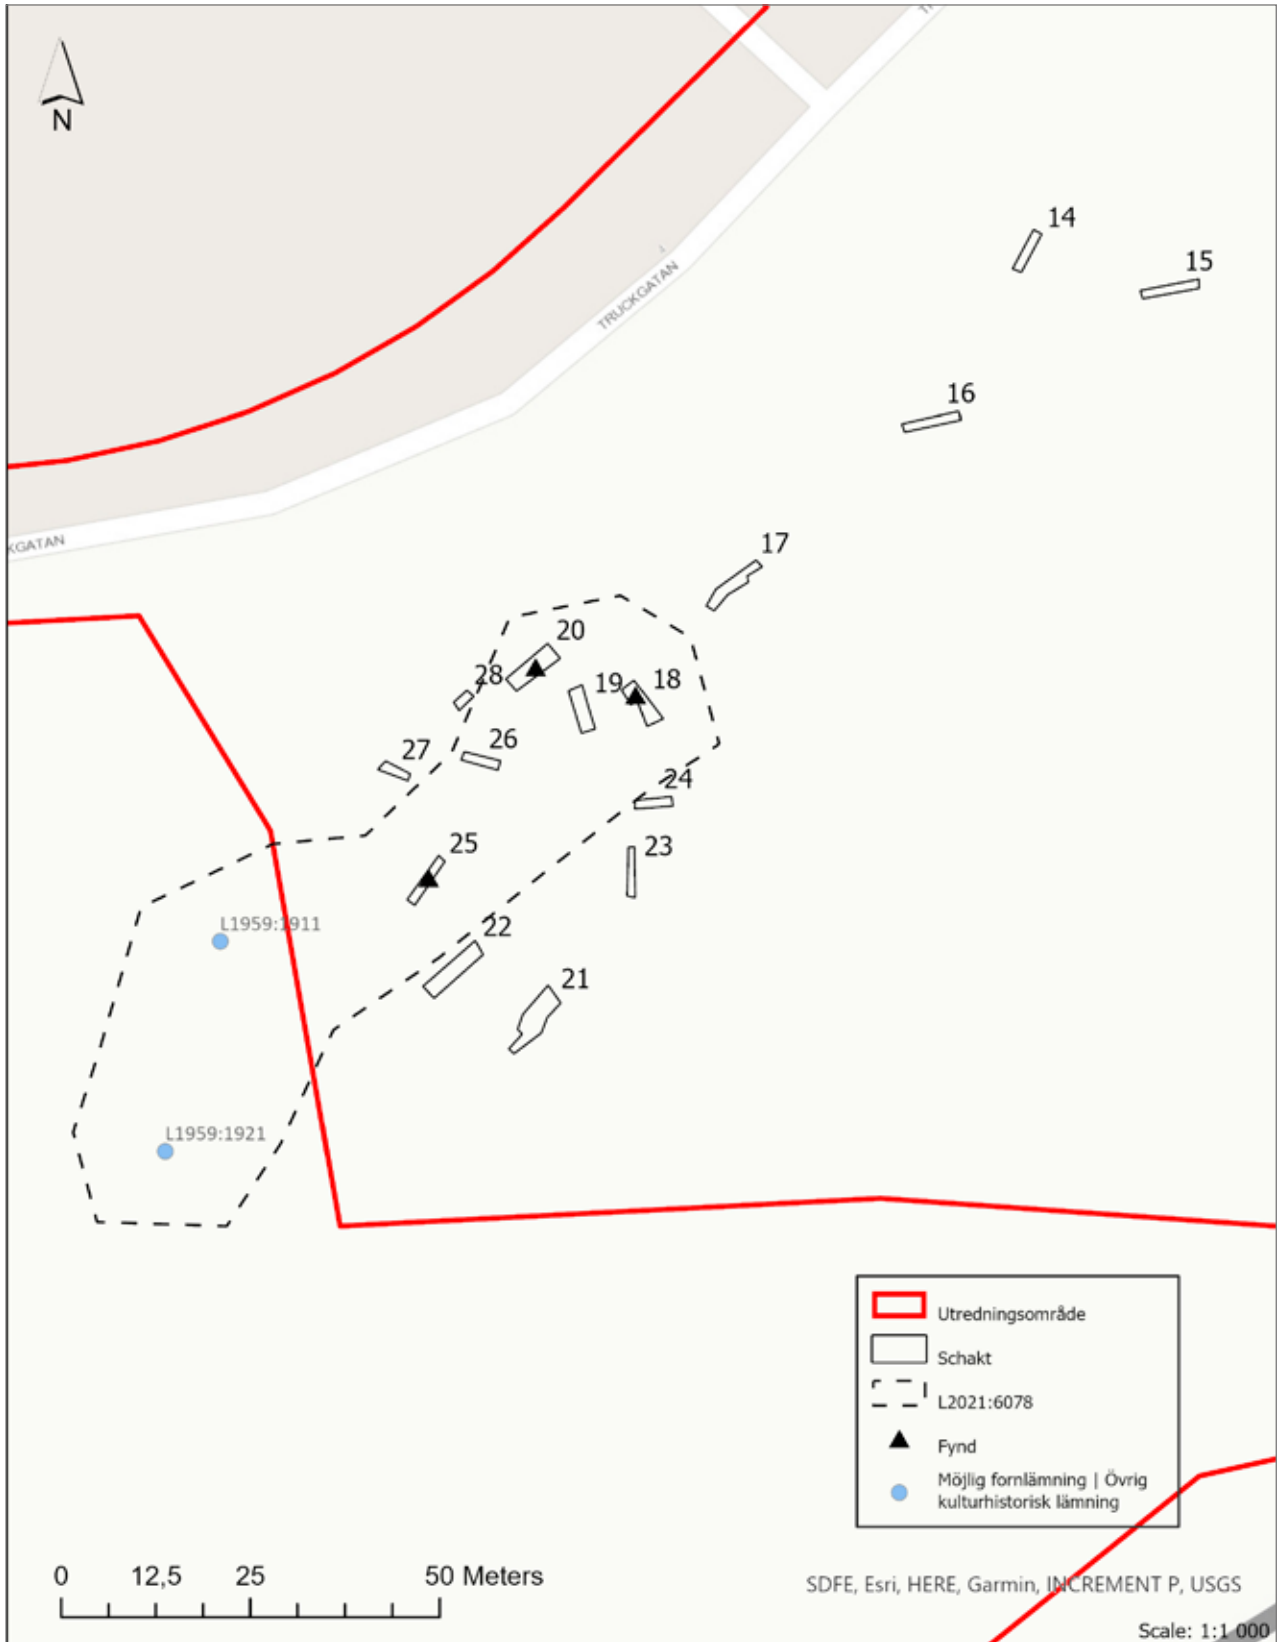 N
14
15
TRUCKGATAN
16
KGATAN
17
20
28
19
18
27
26
24
25
23
L1959:1911
22
21
L1959:1921
Utredningsområde
Schakt
L2021:6078
Fynd
Möjlig fornlämning | Övrig
kulturhistorisk lämning
0 12,5 25 50 Meters
SDFE, Esri, HERE, Garmin, INCREMENT P, USGS
Scale: 1:1 000